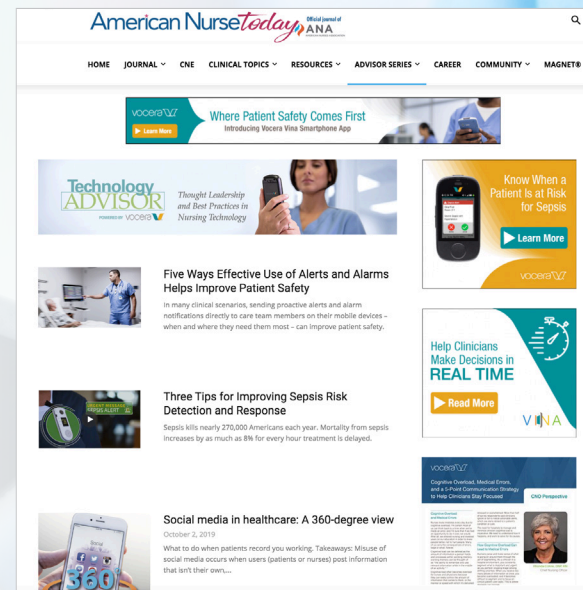 American Nurse Today
Official journal of
ANA
HOME JOURNAL CNE CLINICAL TOPICS RESOURCES ADVISOR SERIES CAREER COMMUNITY MAGNET®
vocera
Learn More
Where Patient Safety Comes First
Introducing Vocera Vina Smartphone App
Technology
ADVISOR
POWERED BY vocera
Thought Leadership
and Best Practices in
Nursing Technology
Know When a
Patient Is at Risk
for Sepsis
Learn More
vocera
Five Ways Effective Use of Alerts and Alarms
Helps Improve Patient Safety
In many clinical scenarios, sending proactive alerts and alarm
notifications directly to care team members on their mobile devices –
when and where they need them most – can improve patient safety.
Help Clinicians
Make Decisions in
REAL TIME
Read More
VINA
URGENT MESSAGE
SEPSIS ALERT
Three Tips for Improving Sepsis Risk
Detection and Response
Sepsis kills nearly 270,000 Americans each year. Mortality from sepsis
increases by as much as 8% for every hour treatment is delayed.
vocera
Cognitive Overload, Medical Errors,
and a 5-Point Communication Strategy
to Help Clinicians Stay Focused
CNO Perspective
360
Social media in healthcare: A 360-degree view
October 2, 2019
What to do when patients record you working. Takeaways: Misuse of
social media occurs when users (patients or nurses) post information
that isn't their own,...